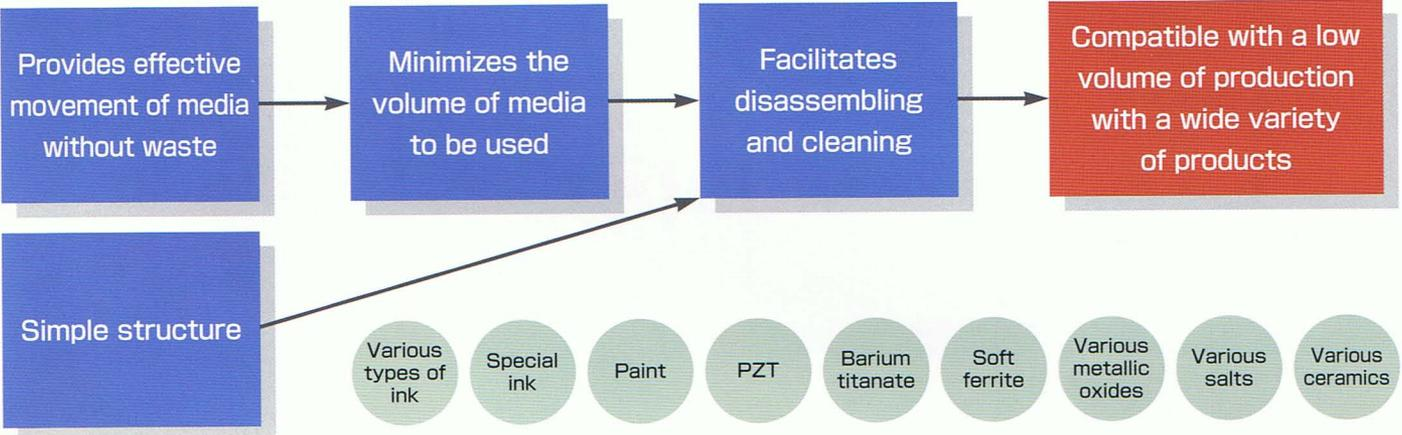 Provides effective
movement of media
without waste
Minimizes the
volume of media
to be used
Facilitates
disassembling
and cleaning
Compatible with a low
volume of production
with a wide variety
of products
Simple structure
Various
types of
ink
Special
ink
Paint
PZT
Barium
titanate
Soft
ferrite
Various
metallic
oxides
Various
salts
Various
ceramics